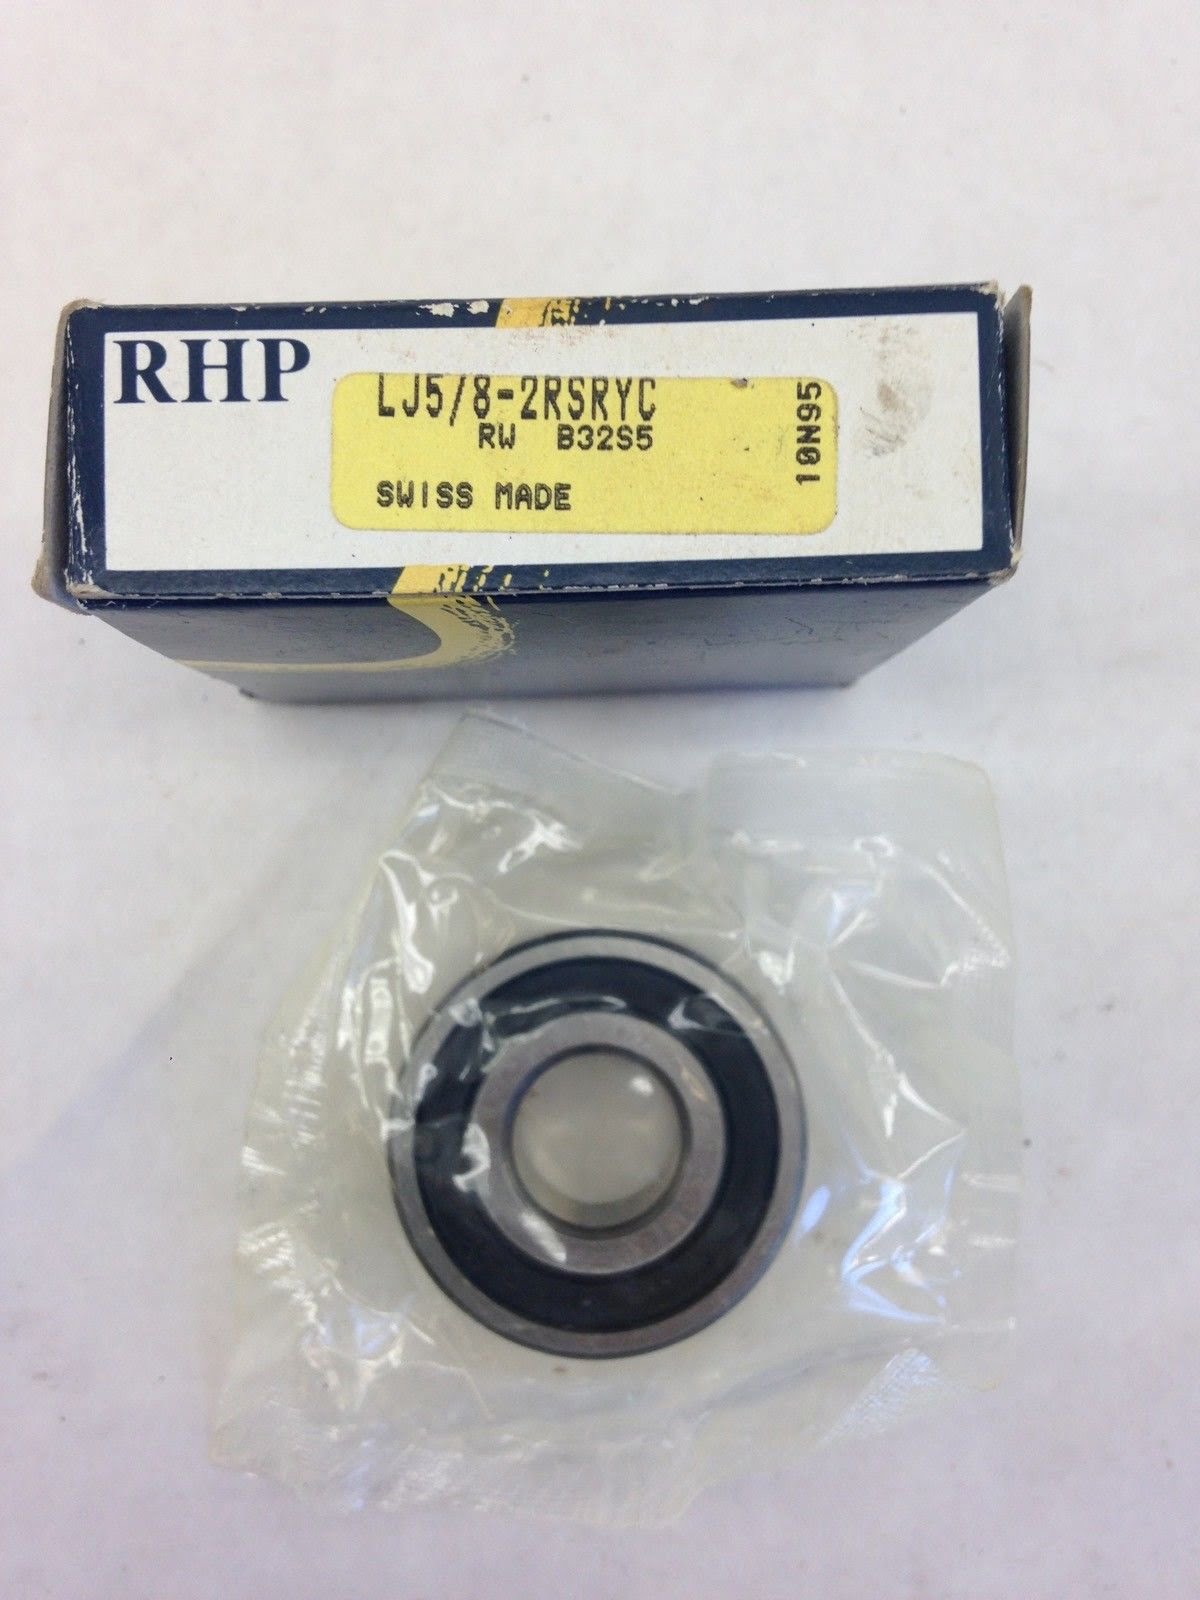 RHP
LJ5/8-2RSRYC
RW B32S5
SWISS MADE
10N95